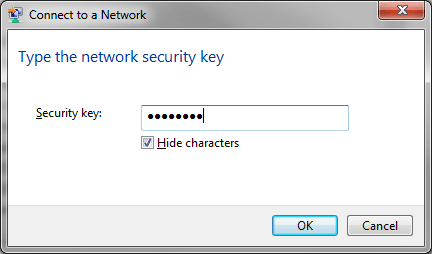 Connect to a Network
Type the network security key
Security key:
••••••••
Hide characters
OK
Cancel